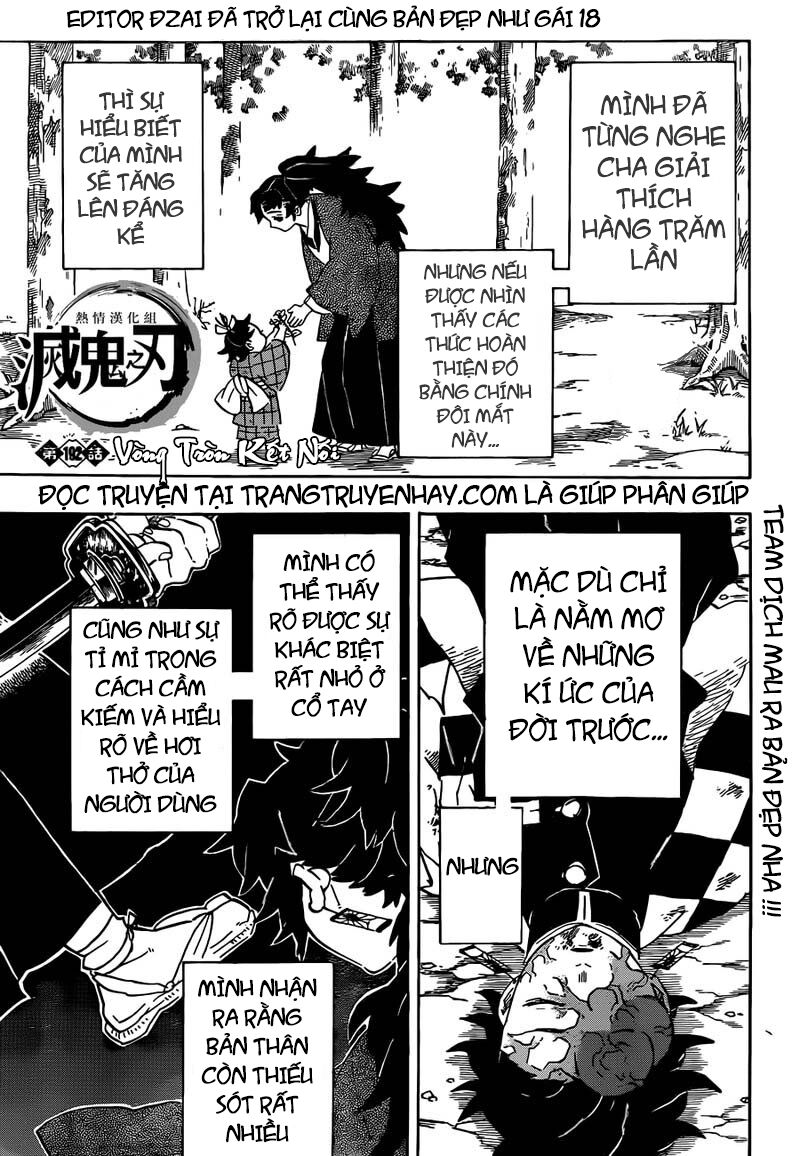 EDITOR ĐZAI ĐÃ TRỞ LẠI CÙNG BẢN ĐẸP NHƯ GÁI 18
MÌNH ĐÃ
TỪNG NGHE
CHA GIẢI
THÍCH
HÀNG TRĂM
LẦN
NHƯNG NẾU
ĐƯỢC NHÌN
THẤY CÁC
THỨC HOÀN
THIỆN ĐÓ
BẰNG CHÍNH
ĐÔI MẮT
NÀY...
THÌ SỰ
HIỂU BIẾT
CỦA MÌNH
SẼ TĂNG
LÊN ĐÁNG
KỂ
熱情漢化組
滅鬼之刃
第192話 Vòng Tròn Kết Nối
ĐỌC TRUYỆN TẠI TRANGTRUYENHAY.COM LÀ GIÚP PHÂN GIÚP
TEAM DỊCH MAU RA BẢN ĐẸP NHA !!!
MẶC DÙ CHỈ
LÀ NẰM MƠ
VỀ NHỮNG
KÍ ỨC CỦA
ĐỜI TRƯỚC...
NHƯNG
MÌNH CÓ
THỂ THẤY
RÕ ĐƯỢC SỰ
KHÁC BIỆT
RẤT NHỎ Ở
CỔ TAY
CŨNG NHƯ SỰ
TỈ MỈ TRONG
CÁCH CẦM
KIẾM VÀ HIỂU
RÕ VỀ HƠI
THỞ CỦA
NGƯỜI DÙNG
MÌNH NHẬN
RA RẰNG
BẢN THÂN
CÒN THIẾU
SÓT RẤT
NHIỀU